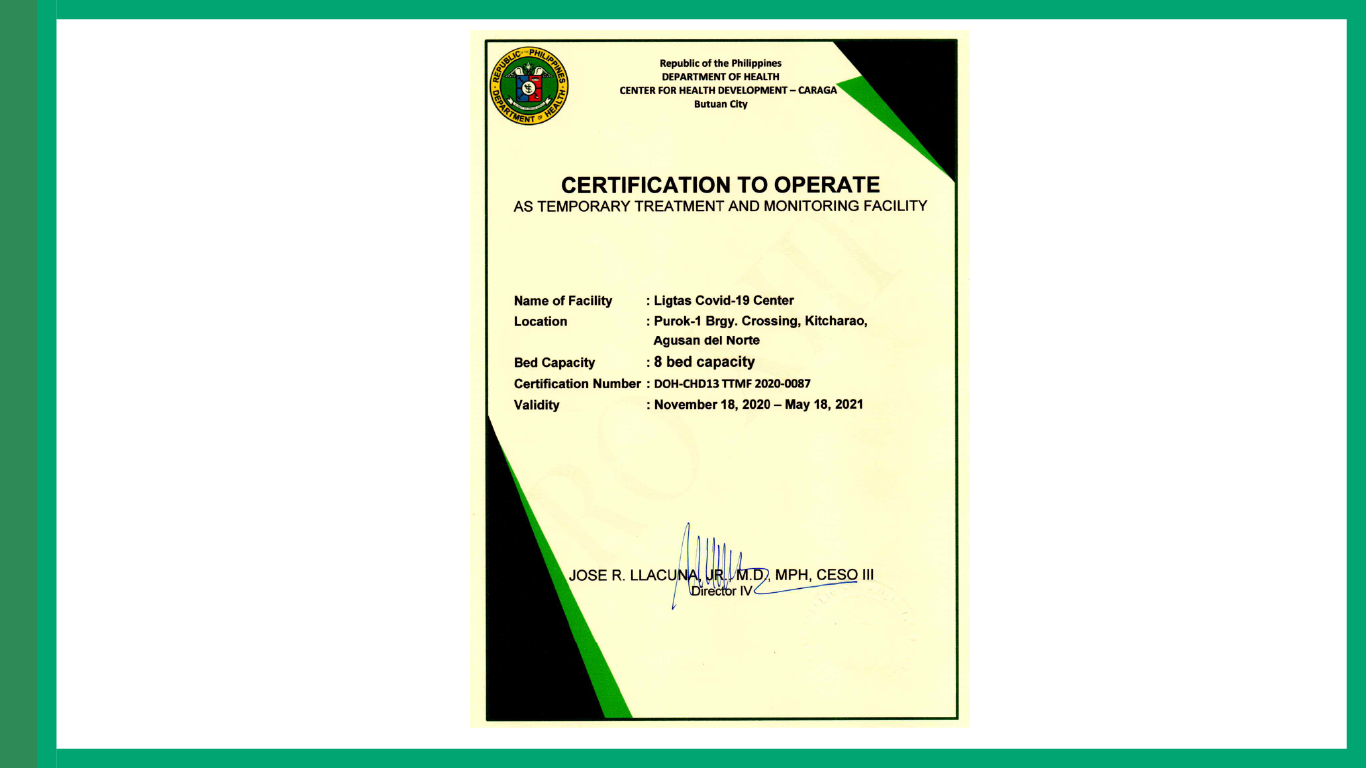 REPUBLIC OF THE PHILIPPINES
DEPARTMENT OF HEALTH
Republic of the Philippines
DEPARTMENT OF HEALTH
CENTER FOR HEALTH DEVELOPMENT – CARAGA
Butuan City
CERTIFICATION TO OPERATE
AS TEMPORARY TREATMENT AND MONITORING FACILITY
Name of Facility : Ligtas Covid-19 Center
Location : Purok-1 Brgy. Crossing, Kitcharao,
Agusan del Norte
Bed Capacity : 8 bed capacity
Certification Number : DOH-CHD13 TTMF 2020-0087
Validity : November 18, 2020 – May 18, 2021
JOSE R. LLACUNA, JR., M.D., MPH, CESO III
Director IV